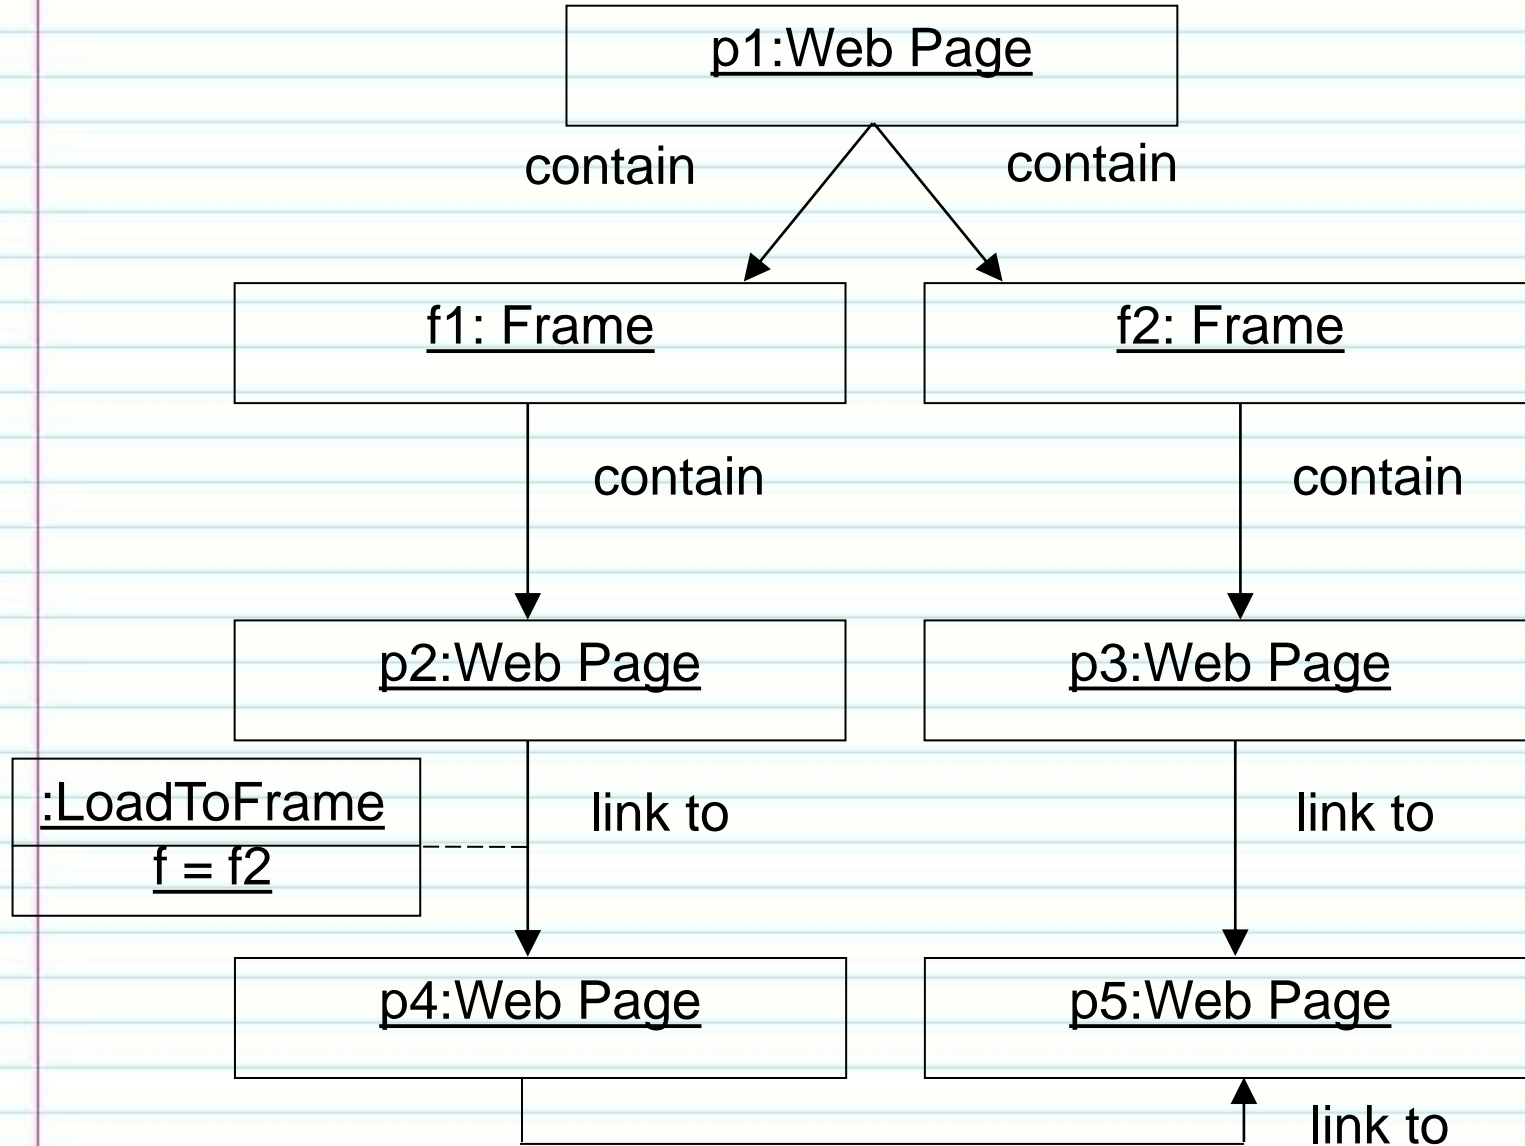 p1:Web Page
contain
contain
f1: Frame
f2: Frame
contain
contain
p2:Web Page
p3:Web Page
:LoadToFrame
f = f2
link to
link to
p4:Web Page
p5:Web Page
link to